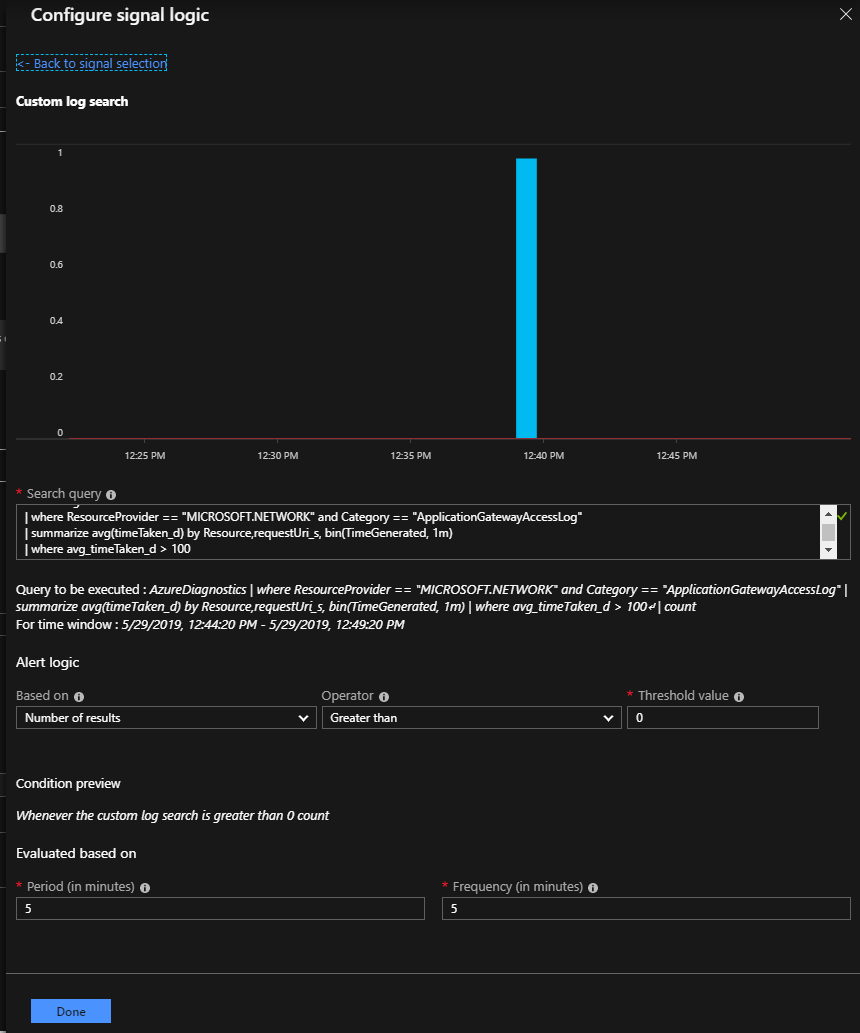 Configure signal logic
<- Back to signal selection
Custom log search
1
0.8
0.6
0.4
0.2
0
12:25 PM
12:30 PM
12:35 PM
12:40 PM
12:45 PM
* Search query
| where ResourceProvider == "MICROSOFT.NETWORK" and Category == "ApplicationGatewayAccessLog"
| summarize avg(timeTaken_d) by Resource,requestUri_s, bin(TimeGenerated, 1m)
| where avg_timeTaken_d > 100
Query to be executed : AzureDiagnostics | where ResourceProvider == "MICROSOFT.NETWORK" and Category == "ApplicationGatewayAccessLog" |
summarize avg(timeTaken_d) by Resource,requestUri_s, bin(TimeGenerated, 1m) | where avg_timeTaken_d > 100↵ | count
For time window : 5/29/2019, 12:44:20 PM - 5/29/2019, 12:49:20 PM
Alert logic
Based on
Operator
* Threshold value
Number of results
Greater than
0
Condition preview
Whenever the custom log search is greater than 0 count
Evaluated based on
* Period (in minutes)
* Frequency (in minutes)
5
5
Done